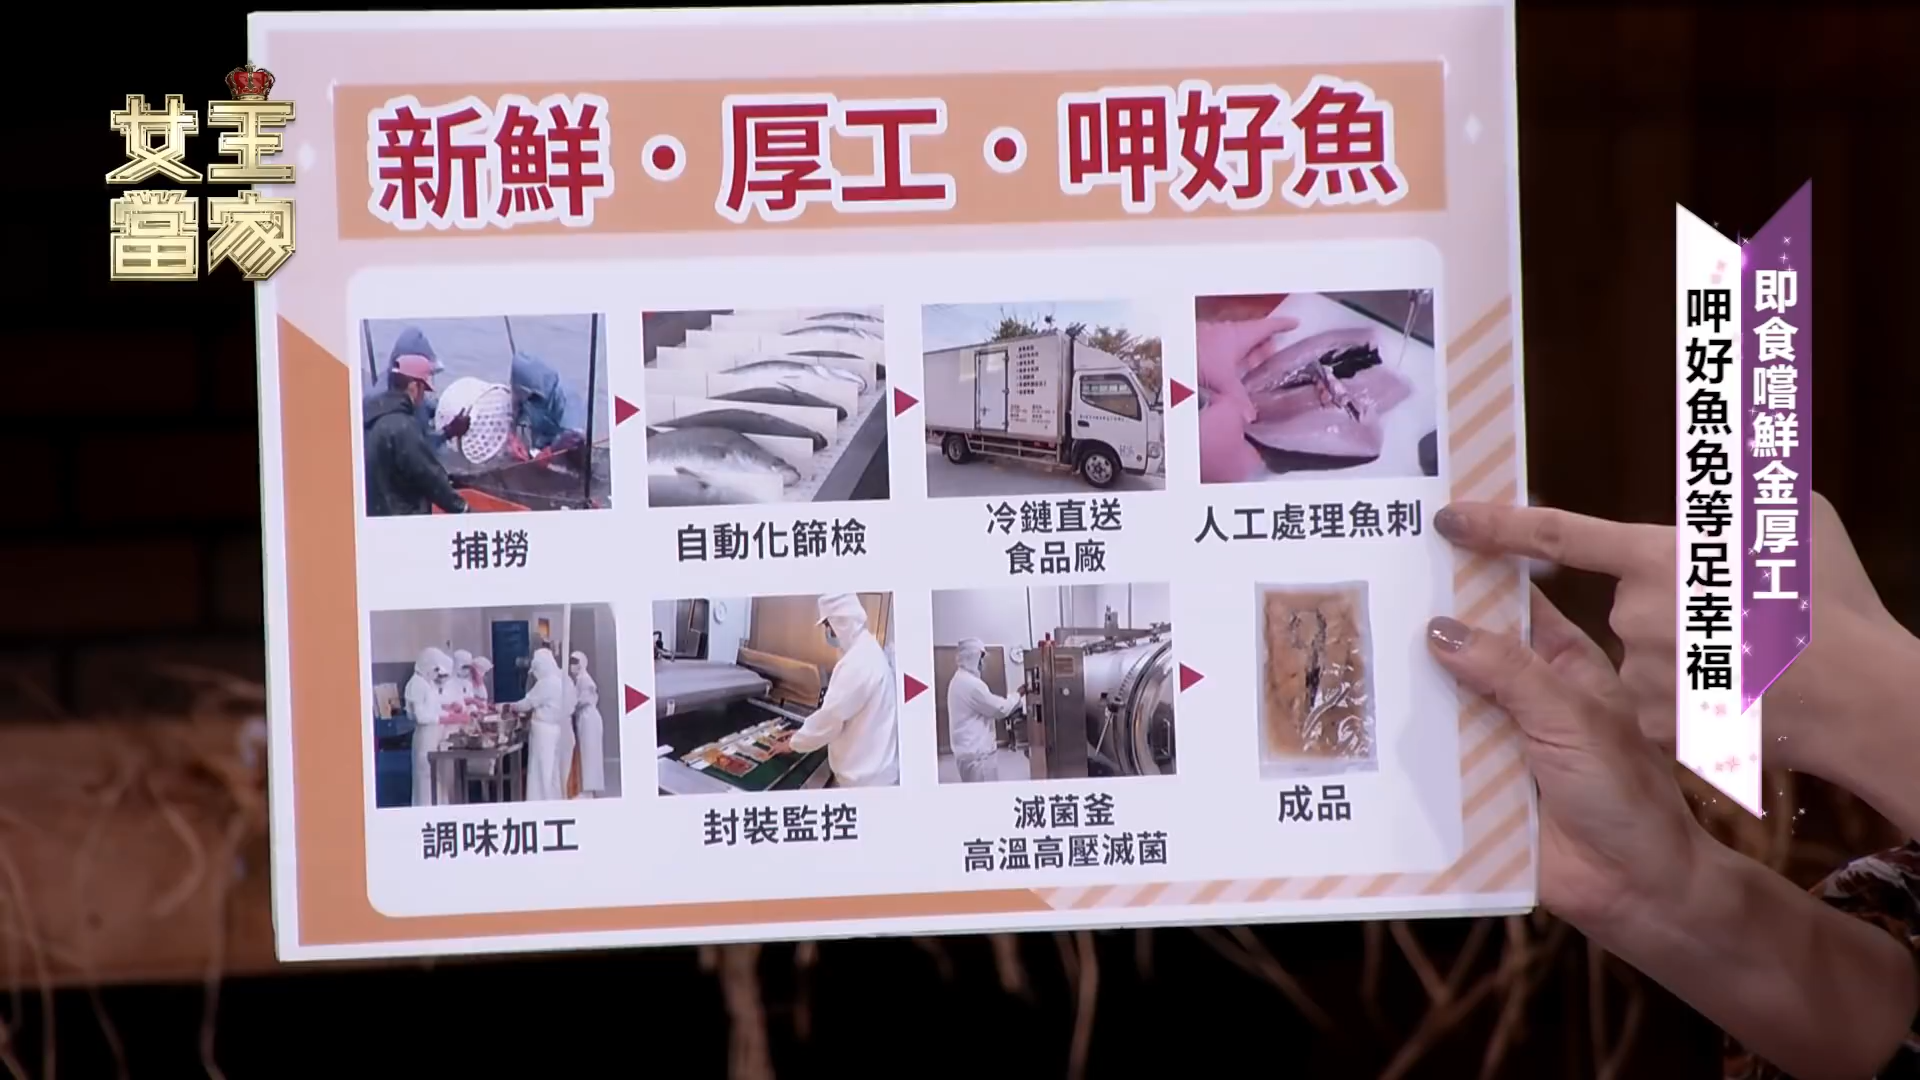 女王
當家
新鮮・厚工・呷好魚
捕撈
自動化篩檢
冷鏈直送
食品廠
人工處理魚刺
調味加工
封裝監控
滅菌釜
高溫高壓滅菌
成品
即食嚐鮮金厚工
呷好魚免等足幸福